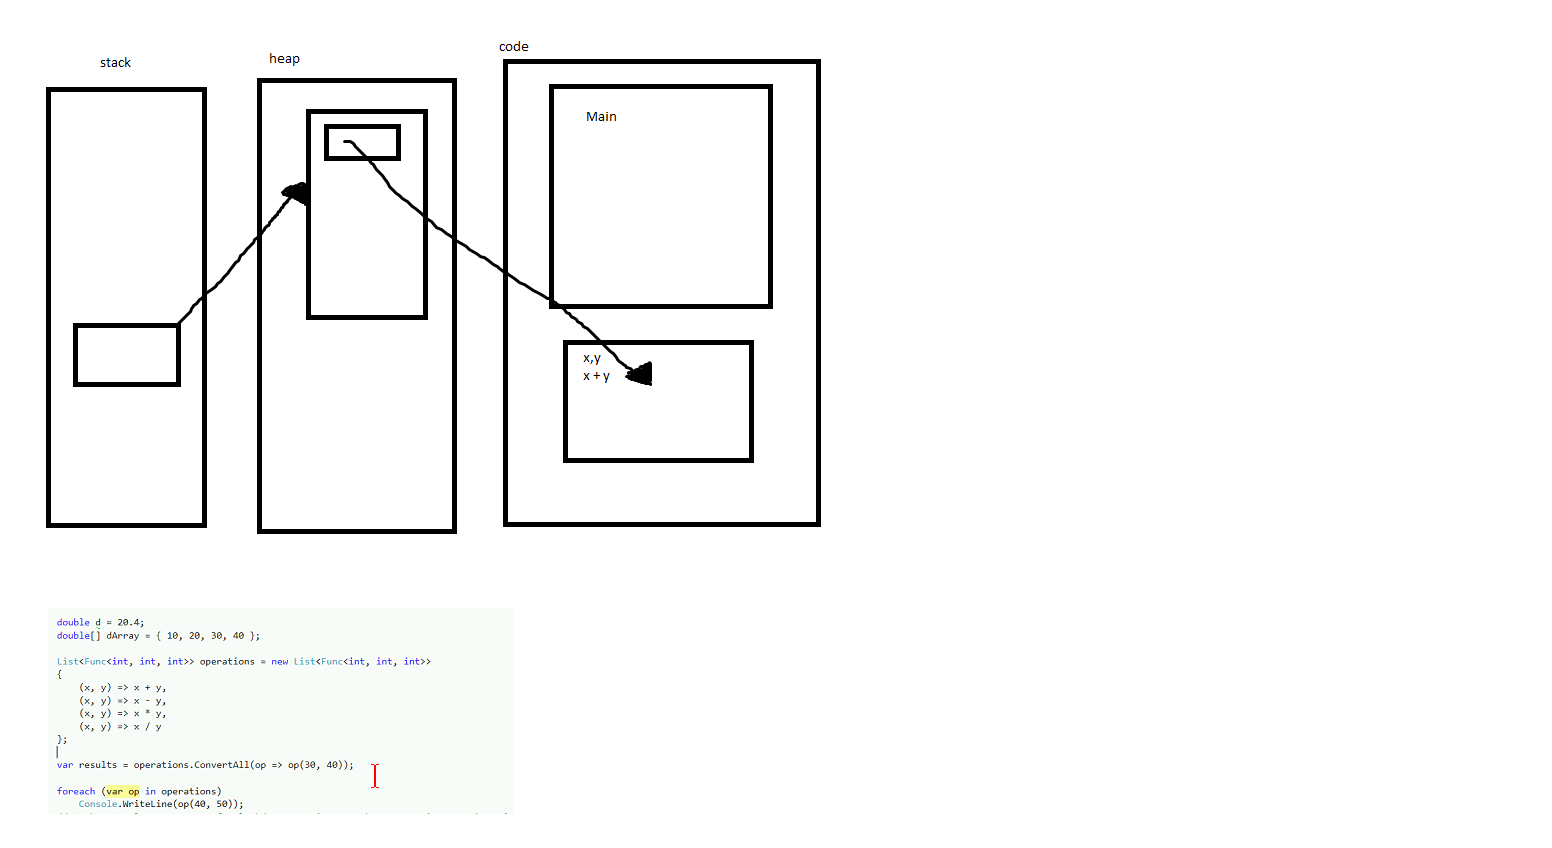 stack
heap
code
Main
x,y
x + y
double d = 20.4;
double[] dArray = { 10, 20, 30, 40 };
List<Func<int, int, int>> operations = new List<Func<int, int, int>>
{
(x, y) => x + y,
(x, y) => x - y,
(x, y) => x * y,
(x, y) => x / y
};
var results = operations.ConvertAll(op => op(30, 40));
foreach (var op in operations)
Console.WriteLine(op(40, 50));